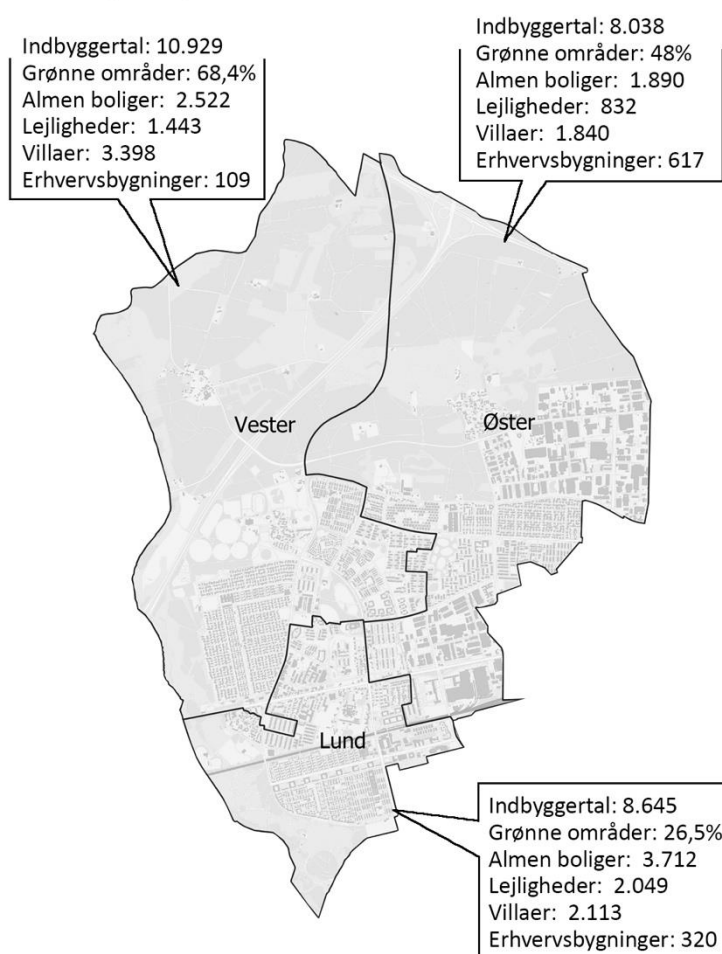 Indbyggertal: 10.929
Grønne områder: 68,4%
Almen boliger: 2.522
Lejligheder: 1.443
Villaer: 3.398
Erhvervsbygninger: 109
Indbyggertal: 8.038
Grønne områder: 48%
Almen boliger: 1.890
Lejligheder: 832
Villaer: 1.840
Erhvervsbygninger: 617
Vester
Øster
Lund
Indbyggertal: 8.645
Grønne områder: 26,5%
Almen boliger: 3.712
Lejligheder: 2.049
Villaer: 2.113
Erhvervsbygninger: 320